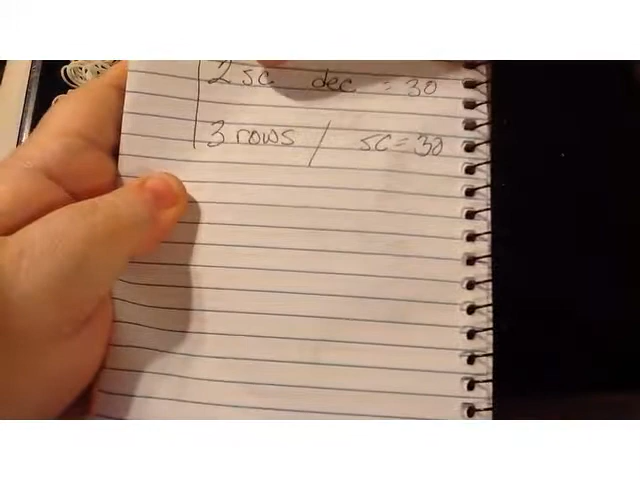 2 sc dec = 30
3 rows / sc = 30